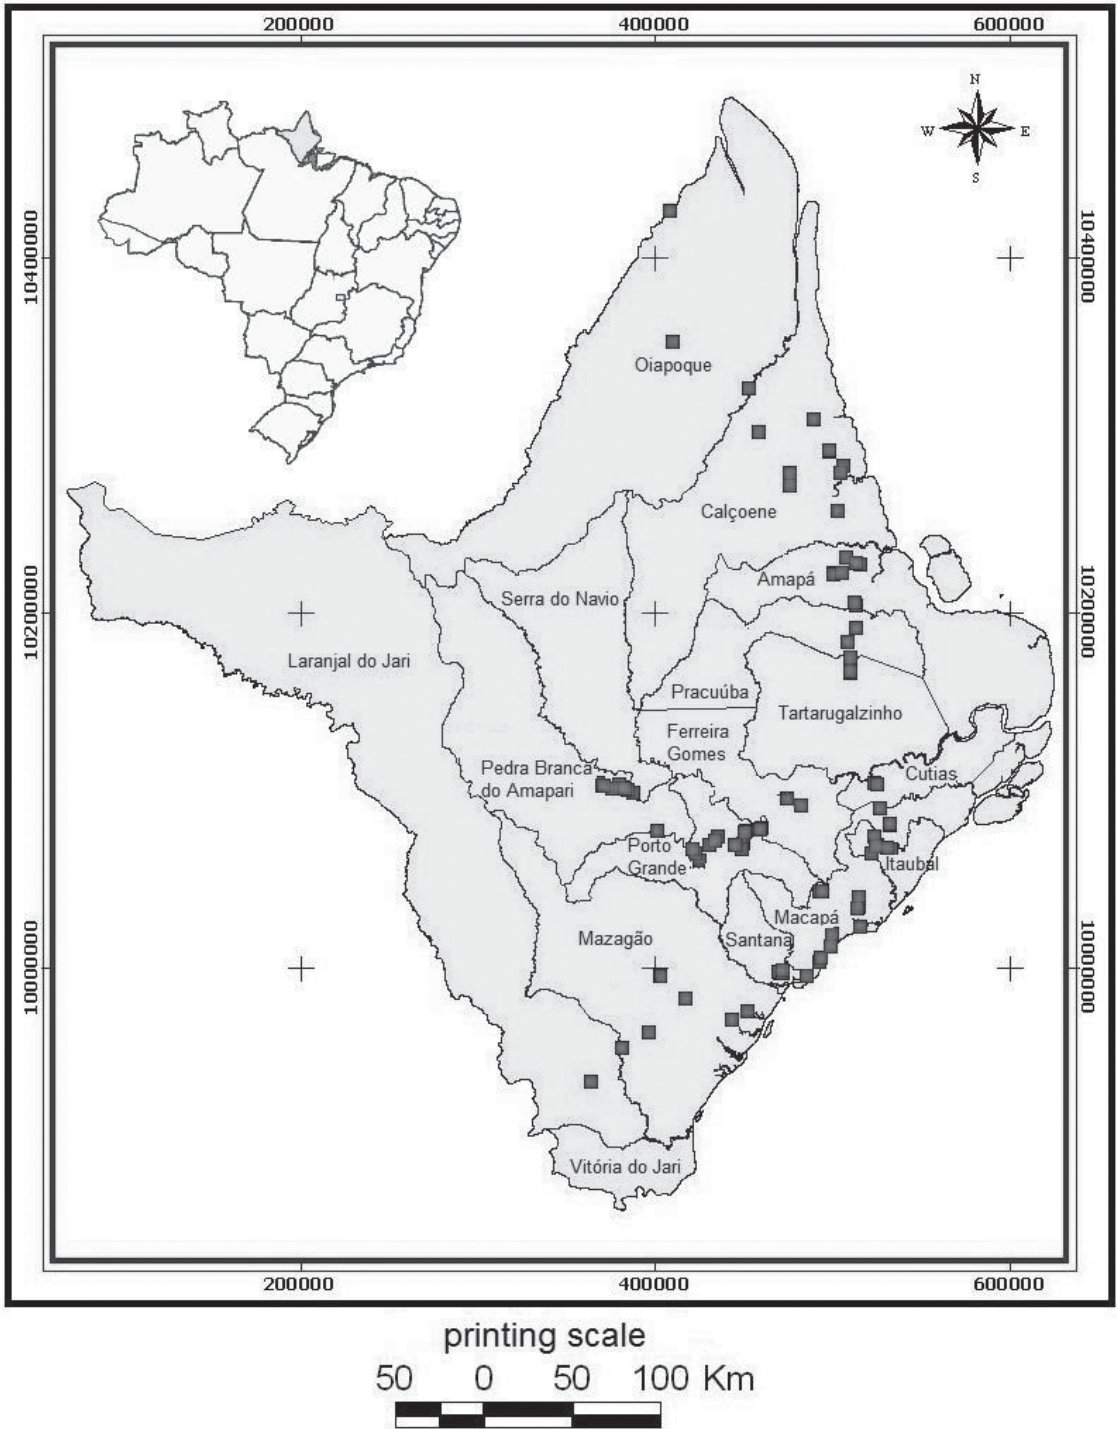 200000 400000 600000
N
W E
S
10400000 10400000
Oiapoque
Calçoene
Amapá
Serra do Navio
10200000 10200000
Laranjal do Jari
Pracuúba
Tartarugalzinho
Ferreira
Gomes
Cutias
Pedra Branca
do Amapari
Porto
Grande
Itaubal
Macapá
Mazagão
Santana
10000000 10000000
Vitória do Jari
200000 400000 600000
printing scale
50 0 50 100 Km